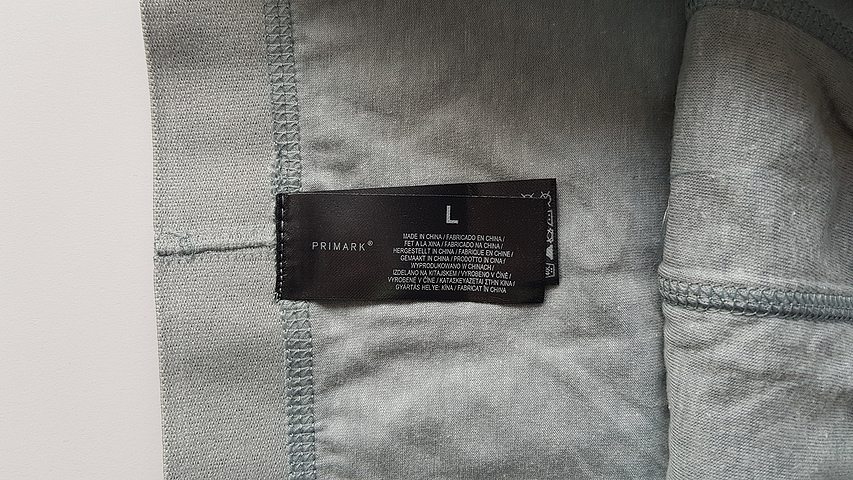 L
PRIMARK®
MADE IN CHINA / FABRICADO EN CHINA /
FET A LA XINA / FABRICADO NA CHINA /
HERGESTELLT IN CHINA / FABRIQUE EN CHINE /
GEMAAKT IN CHINA / PRODOTTO IN CINA /
WYPRODUKOWANO W CHINACH /
IZDELANO NA KITAJSKEM / VYROBENO V ČÍNĚ /
VYROBENÉ V ČÍNE / ΚΑΤΑΣΚΕΥΑΖΕΤΑΙ ΣΤΗΝ ΚΙΝΑ /
GYÁRTÁS HELYE: KÍNA / FABRICAT ÎN CHINA